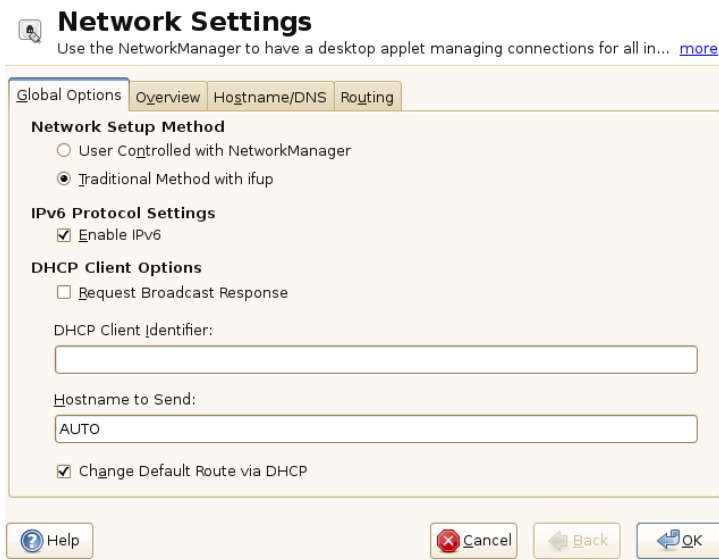 Network Settings
Use the NetworkManager to have a desktop applet managing connections for all in... more
Global Options Overview Hostname/DNS Routing
Network Setup Method
User Controlled with NetworkManager
Traditional Method with ifup
IPv6 Protocol Settings
Enable IPv6
DHCP Client Options
Request Broadcast Response
DHCP Client Identifier:
Hostname to Send:
AUTO
Change Default Route via DHCP
Help Cancel Back OK